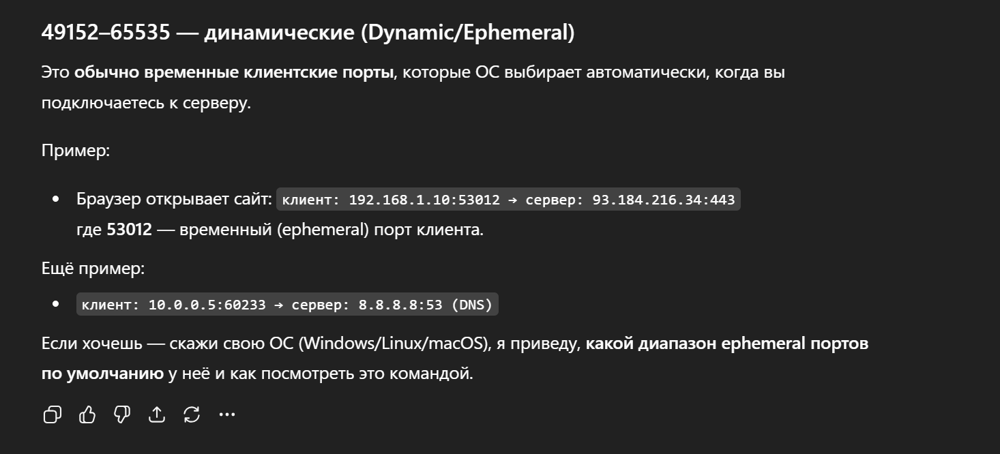 49152–65535 — динамические (Dynamic/Ephemeral)
Это обычно временные клиентские порты, которые ОС выбирает автоматически, когда вы
подключаетесь к серверу.
Пример:
• Браузер открывает сайт: клиент: 192.168.1.10:53012 → сервер: 93.184.216.34:443
где 53012 — временный (ephemeral) порт клиента.
Ещё пример:
• клиент: 10.0.0.5:60233 → сервер: 8.8.8.8:53 (DNS)
Если хочешь — скажи свою ОС (Windows/Linux/macOS), я приведу, какой диапазон ephemeral портов
по умолчанию у неё и как посмотреть это командой.